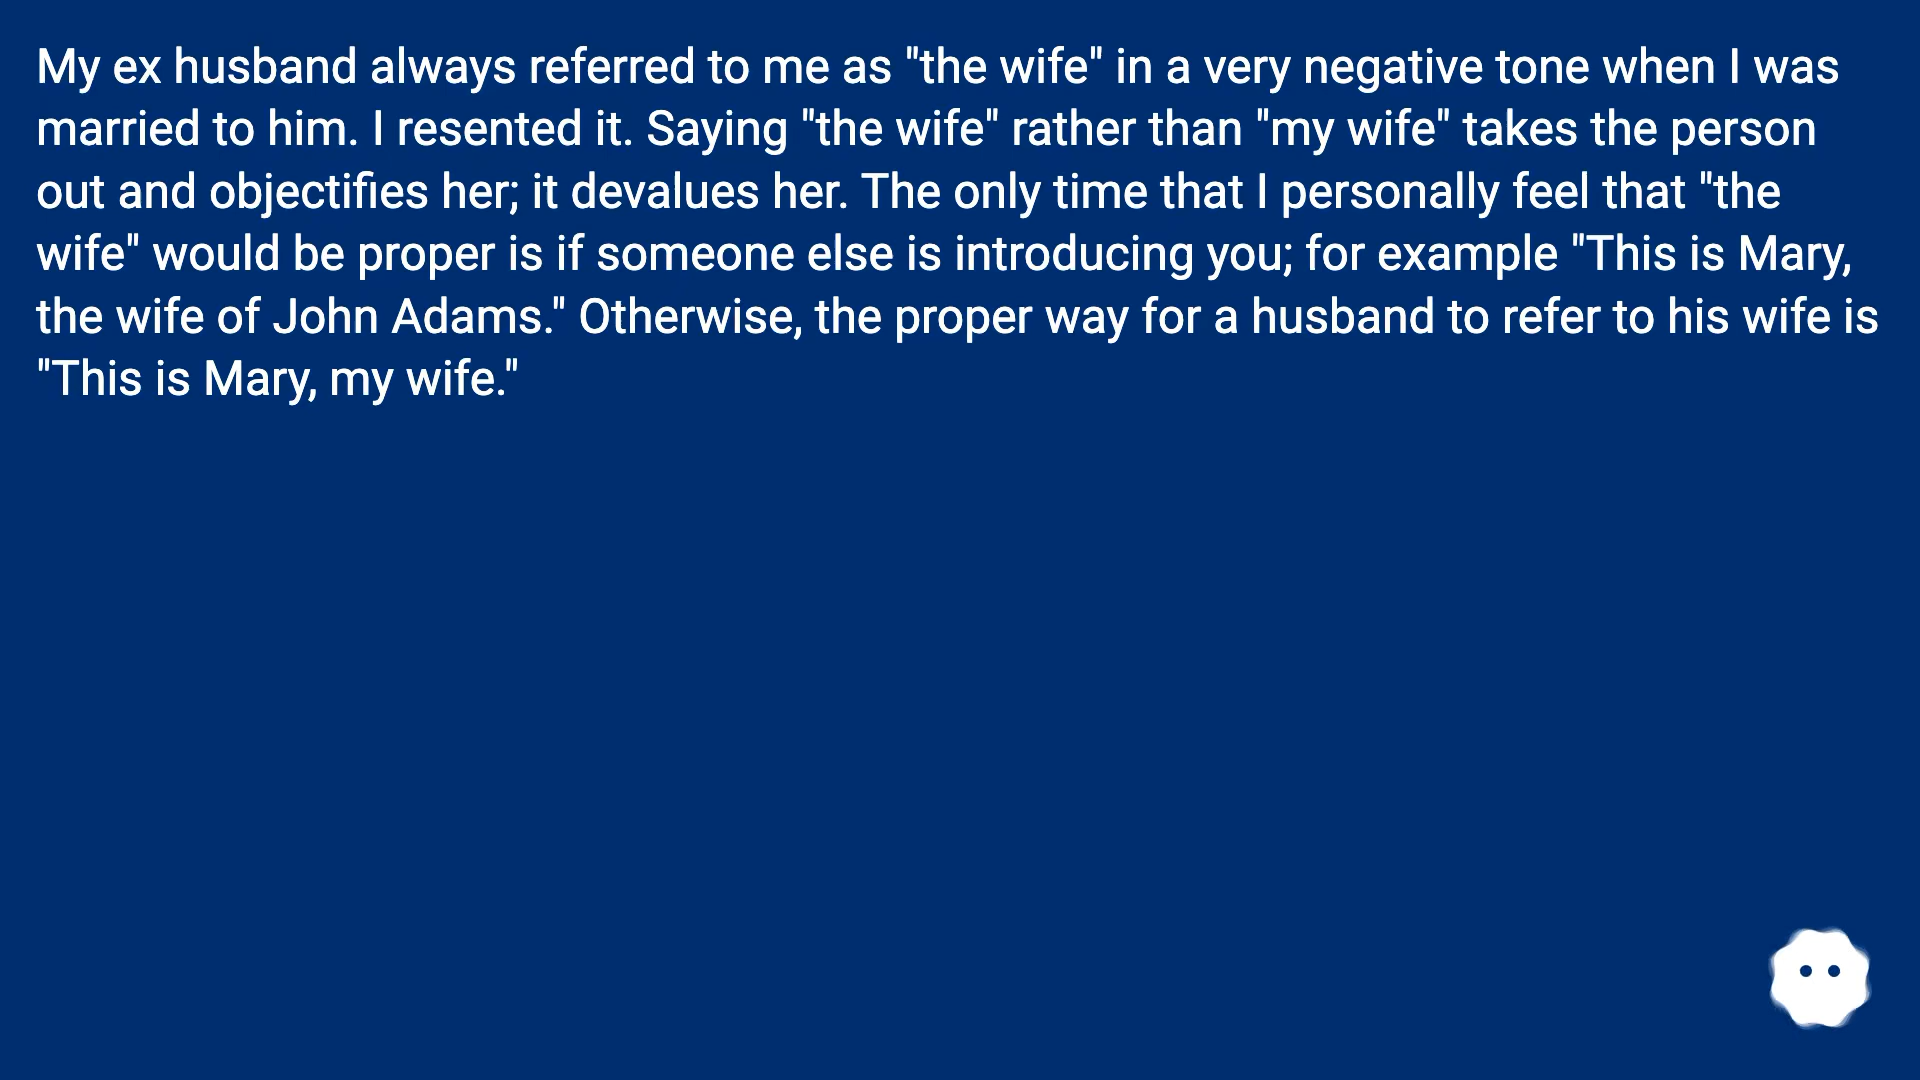 My ex husband always referred to me as "the wife" in a very negative tone when I was
married to him. I resented it. Saying "the wife" rather than "my wife" takes the person
out and objectifies her; it devalues her. The only time that I personally feel that "the
wife" would be proper is if someone else is introducing you; for example "This is Mary,
the wife of John Adams." Otherwise, the proper way for a husband to refer to his wife is
"This is Mary, my wife."